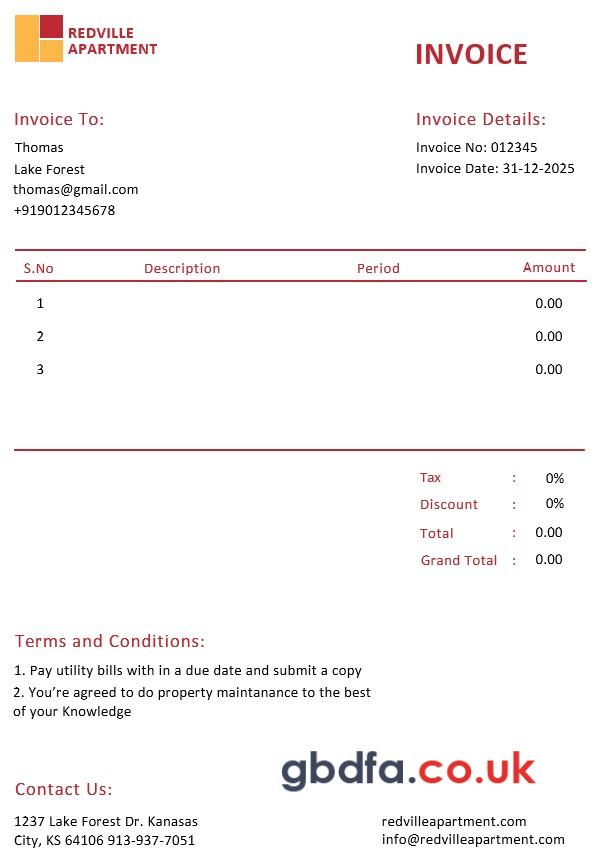 REDVILLE
APARTMENT
INVOICE
Invoice To:
Thomas
Lake Forest
thomas@gmail.com
+919012345678
Invoice Details:
Invoice No: 012345
Invoice Date: 31-12-2025
S.No Description Period Amount
1 0.00
2 0.00
3 0.00
Tax : 0%
Discount : 0%
Total : 0.00
Grand Total : 0.00
Terms and Conditions:
1. Pay utility bills with in a due date and submit a copy
2. You’re agreed to do property maintanance to the best
of your Knowledge
gbdfa.co.uk
Contact Us:
1237 Lake Forest Dr. Kanasas
City, KS 64106 913-937-7051
redvilleapartment.com
info@redvilleapartment.com